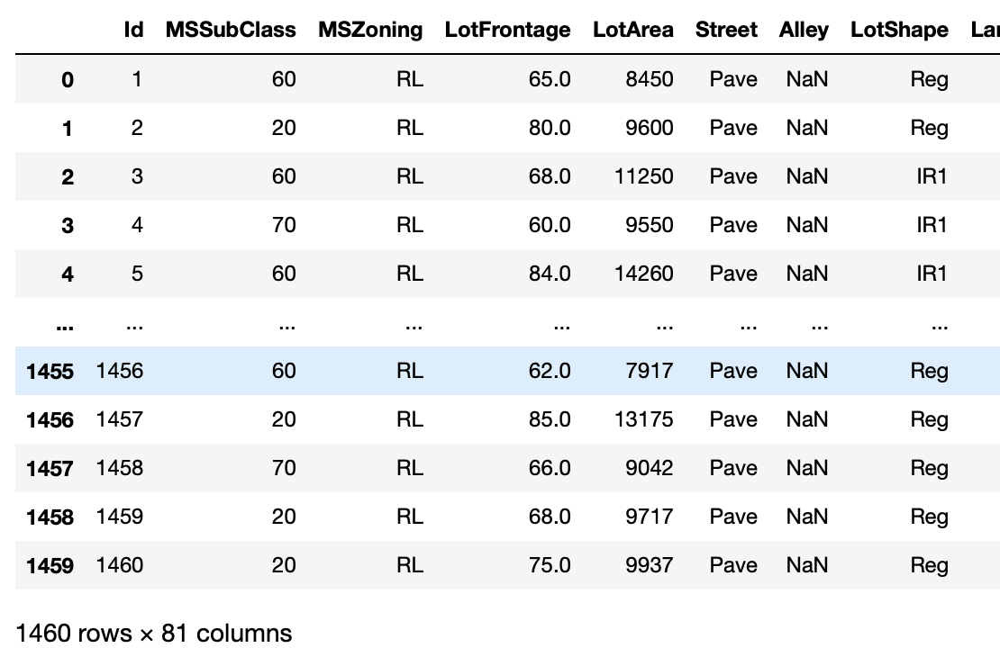 Id MSSubClass MSZoning LotFrontage LotArea Street Alley LotShape Lar
0 1 60 RL 65.0 8450 Pave NaN Reg
1 2 20 RL 80.0 9600 Pave NaN Reg
2 3 60 RL 68.0 11250 Pave NaN IR1
3 4 70 RL 60.0 9550 Pave NaN IR1
4 5 60 RL 84.0 14260 Pave NaN IR1
... ... ... ... ... ... ... ... ...
1455 1456 60 RL 62.0 7917 Pave NaN Reg
1456 1457 20 RL 85.0 13175 Pave NaN Reg
1457 1458 70 RL 66.0 9042 Pave NaN Reg
1458 1459 20 RL 68.0 9717 Pave NaN Reg
1459 1460 20 RL 75.0 9937 Pave NaN Reg
1460 rows × 81 columns